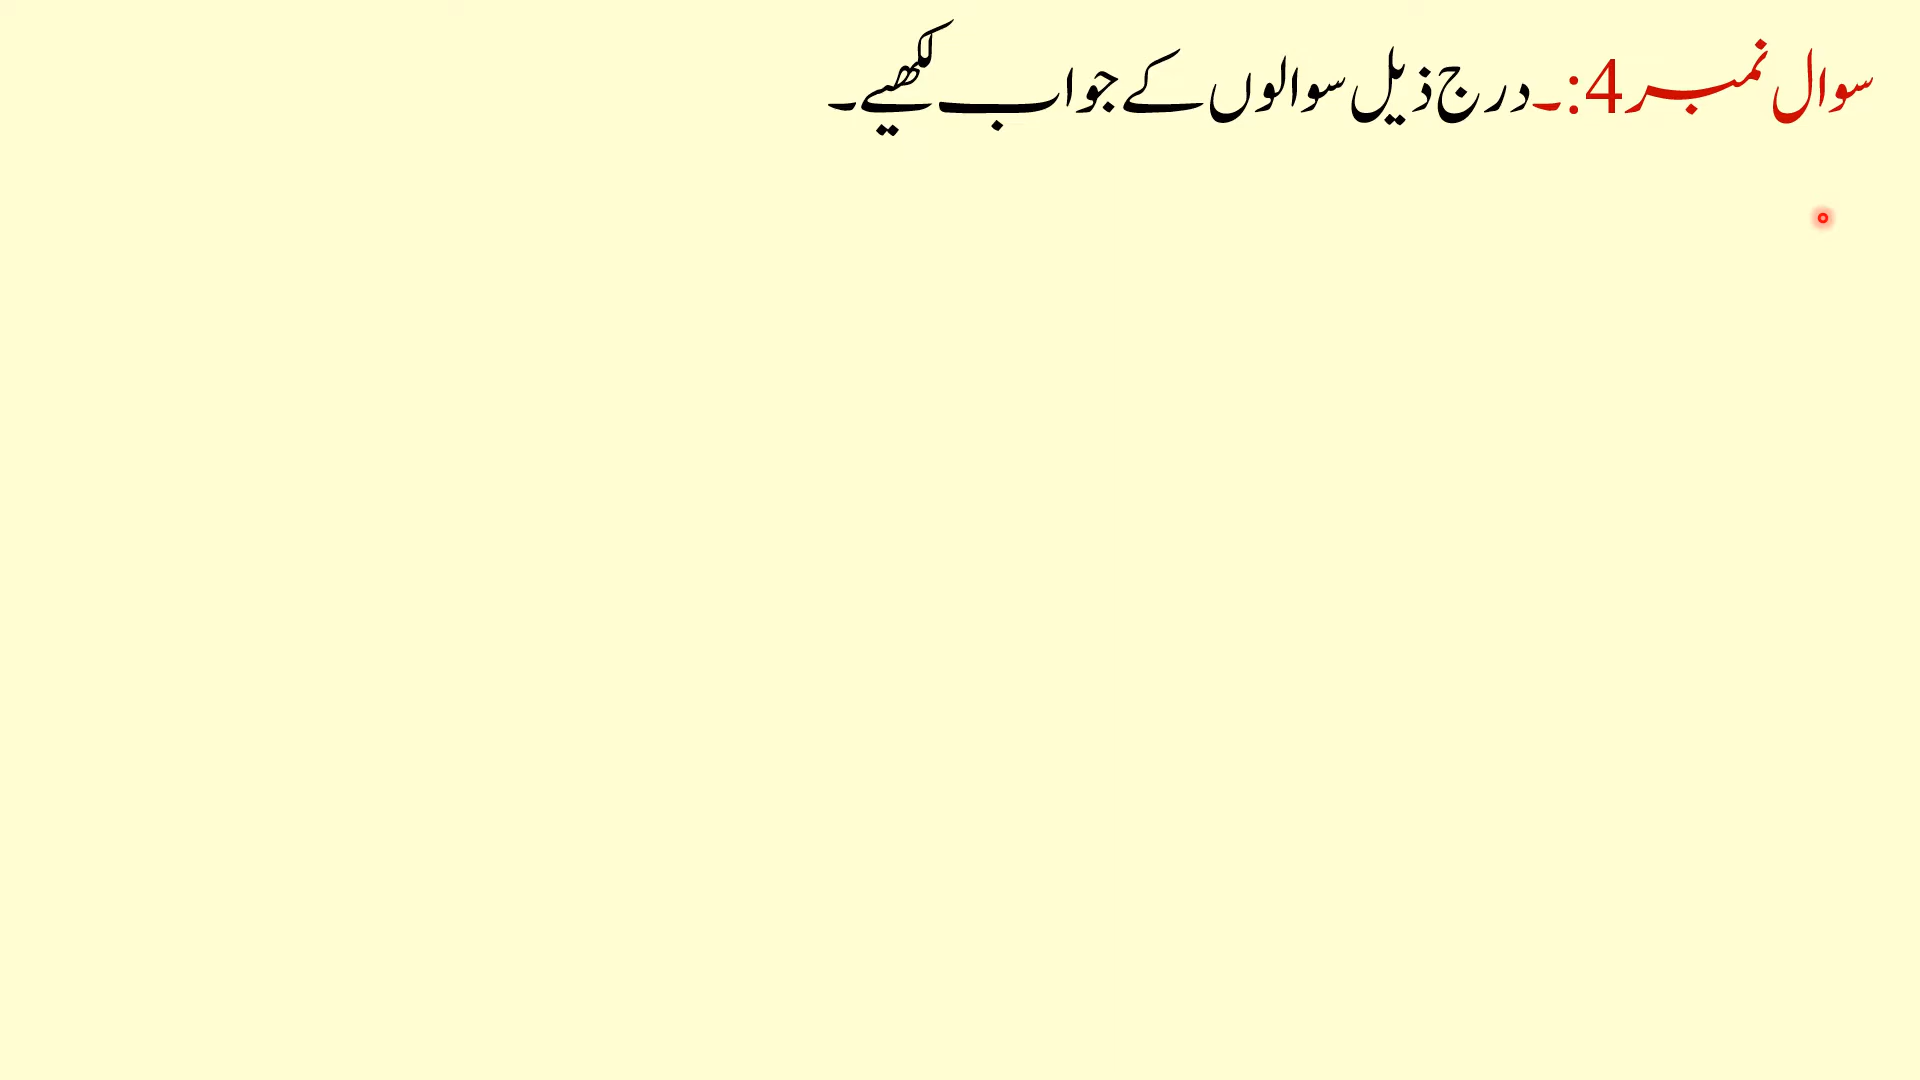 سوال نمبر 4:۔ درج ذیل سوالوں کے جواب لکھیے۔